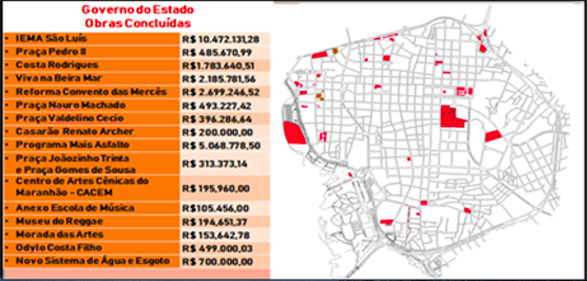 Governo do Estado
Obras Concluídas
• IEMA São Luís R$ 10.472.131,28
• Praça Pedro II R$ 485.670,99
• Costa Rodrigues R$1.783.640,51
• Viva na Beira Mar R$ 2.185.781,56
• Reforma Convento das Mercês R$ 2.699.246,52
• Praça Nauro Machado R$ 493.227,42
• Praça Valdelino Cecio R$ 396.286,64
• Casarão Renato Archer R$ 200.000,00
• Programa Mais Asfalto R$ 5.068.778,50
• Praça Joãozinho Trinta
e Praça Gomes de Sousa R$ 313.373,14
• Centro de Artes Cênicas do
Maranhão - CACEM R$ 195,960,00
• Anexo Escola de Música R$105.456,00
• Museu do Reggae R$ 194,651,37
• Morada das Artes R$ 153,642,78
• Odylo Costa Filho R$ 499.000,03
• Novo Sistema de Água e Esgoto R$ 700.000,00